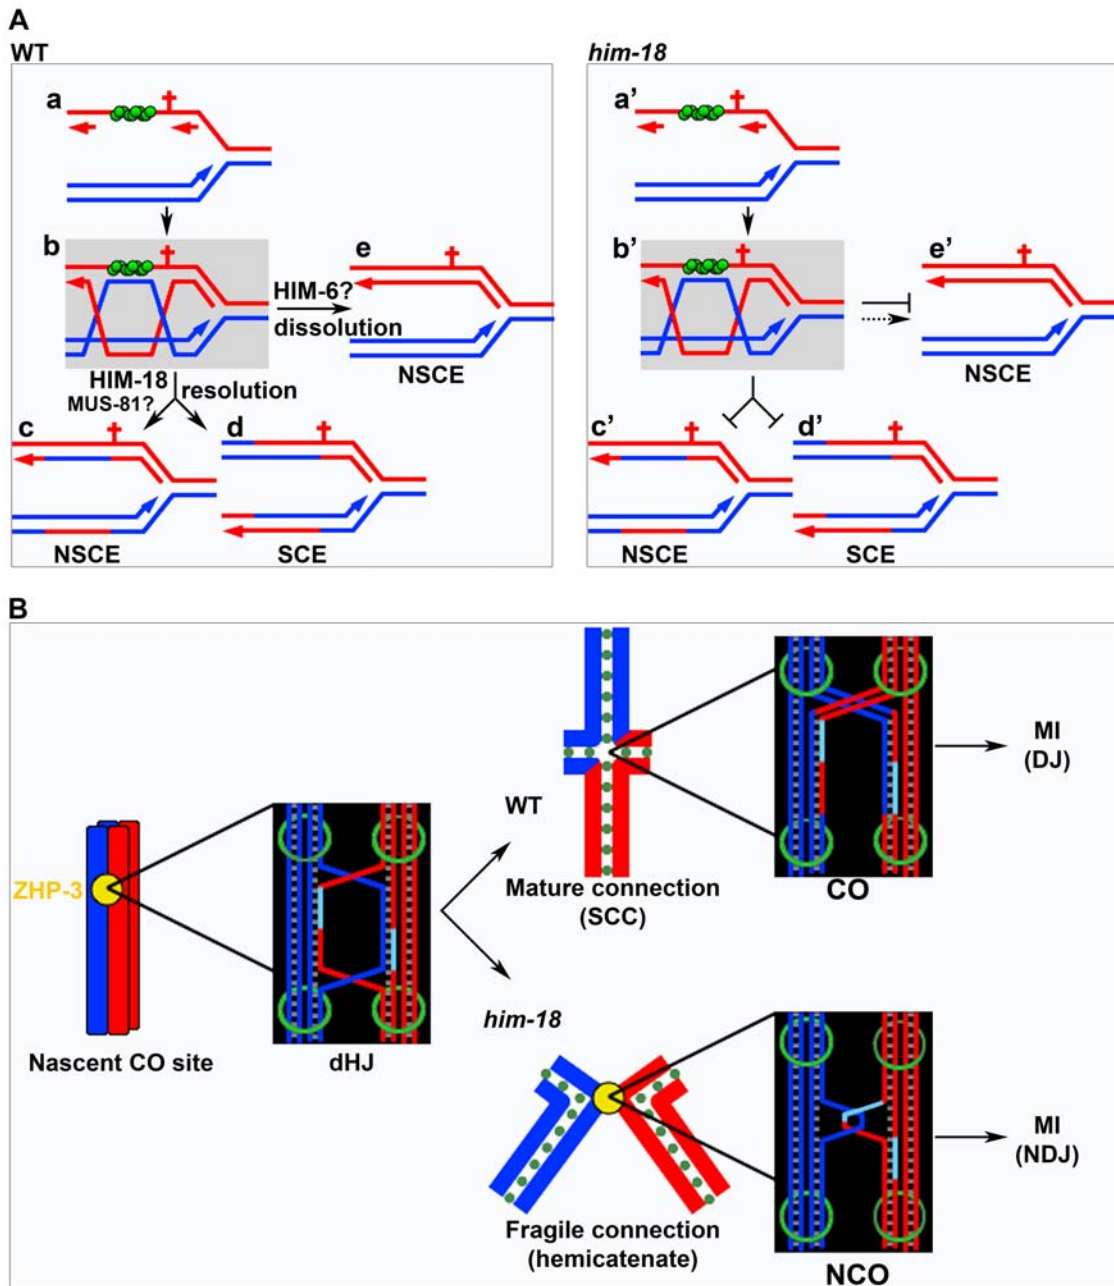 A
WT
him-18
a
a'
b
e
HIM-6?
dissolution
NSCE
HIM-18
MUS-81?
resolution
c
d
NSCE
SCE
b'
e'
NSCE
c'
d'
NSCE
SCE
B
ZHP-3
Nascent CO site
dHJ
WT
Mature connection
(SCC)
CO
MI
(DJ)
him-18
Fragile connection
(hemicatenate)
NCO
MI
(NDJ)